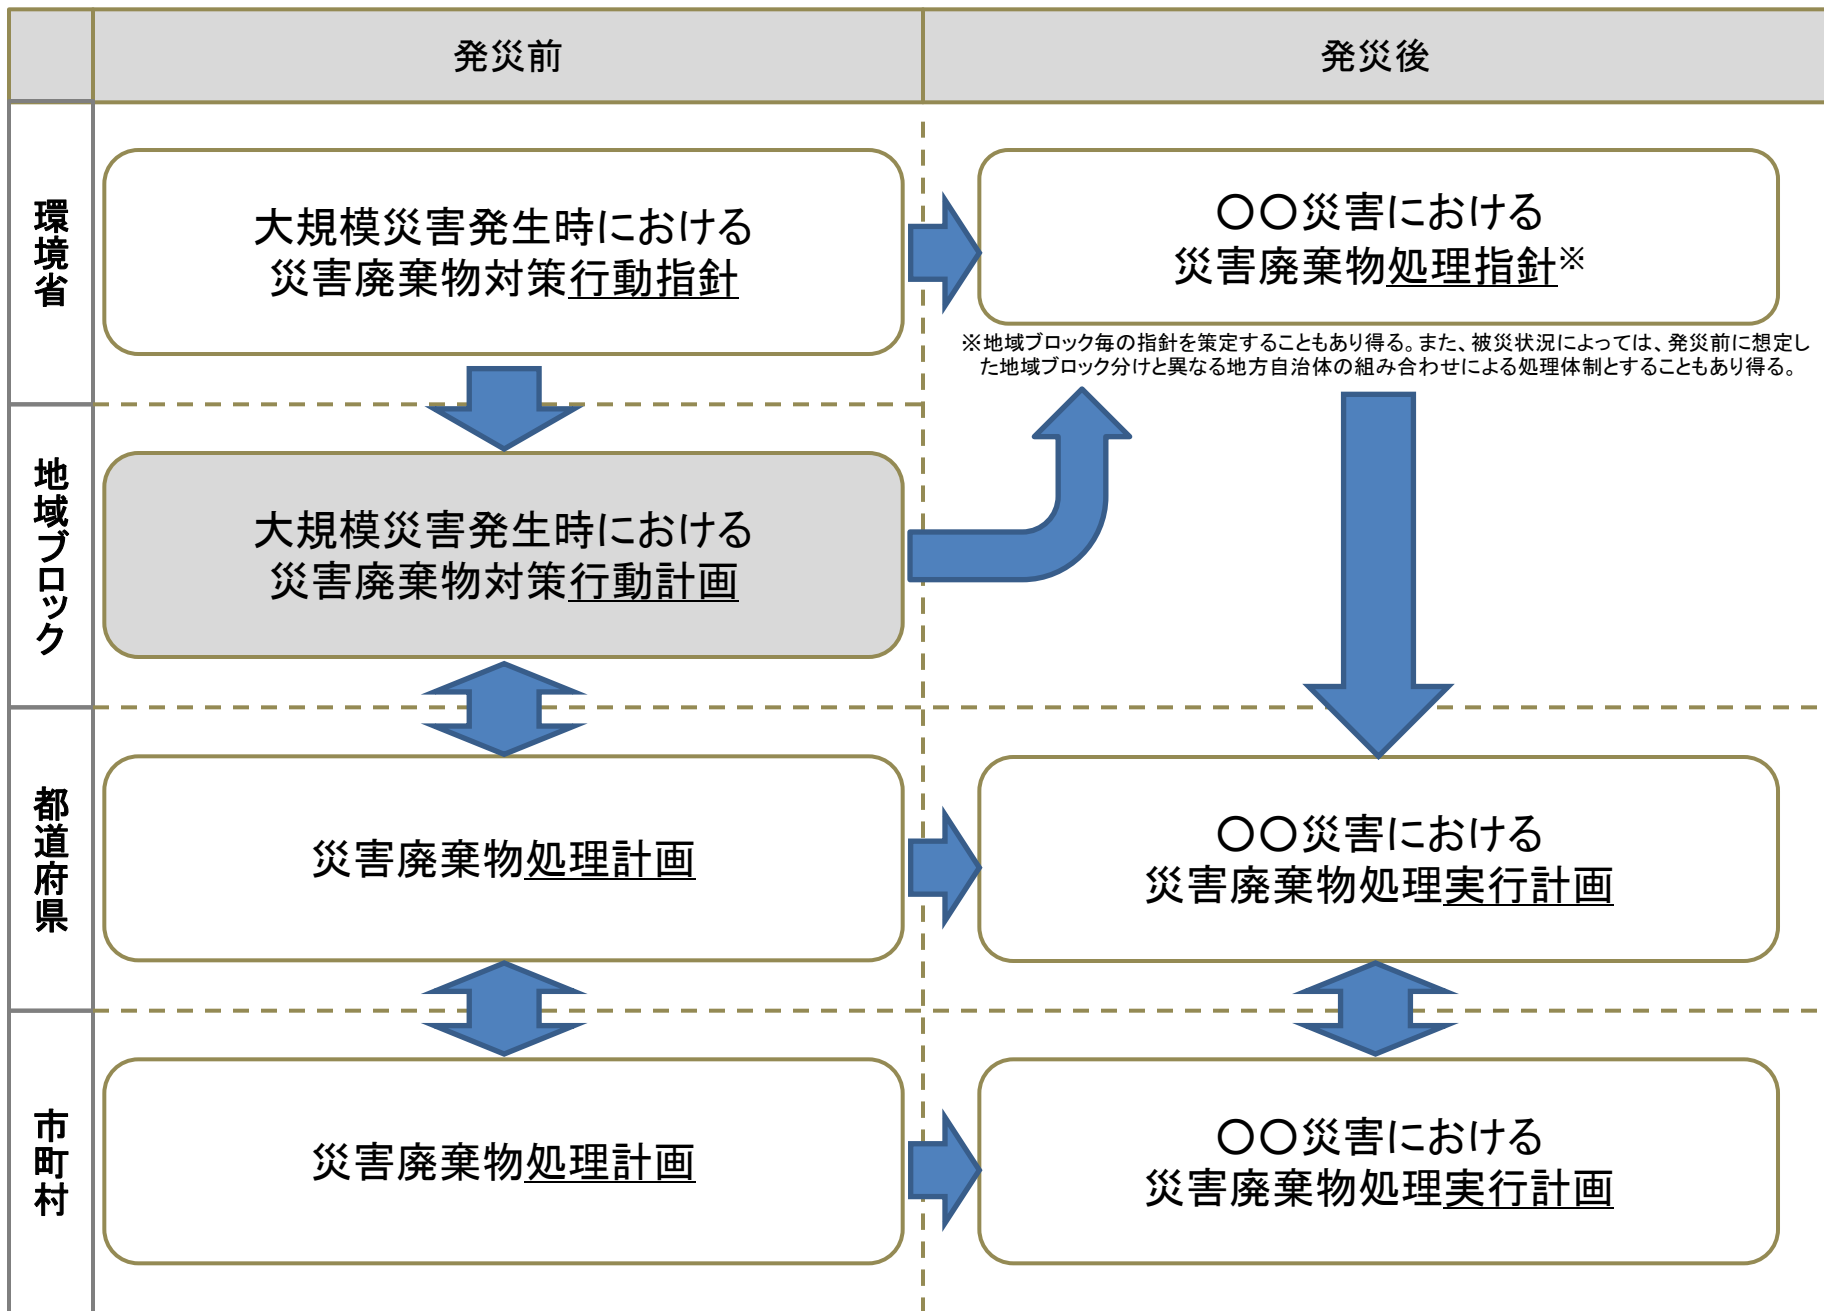 発災前
発災後
環境省
大規模災害発生時における
災害廃棄物対策行動指針
〇〇災害における
災害廃棄物処理指針※
※地域ブロック毎の指針を策定することもあり得る。また、被災状況によっては、発災前に想定し
た地域ブロック分けと異なる地方自治体の組み合わせによる処理体制とすることもあり得る。
地域ブロック
大規模災害発生時における
災害廃棄物対策行動計画
都道府県
災害廃棄物処理計画
〇〇災害における
災害廃棄物処理実行計画
市町村
災害廃棄物処理計画
〇〇災害における
災害廃棄物処理実行計画